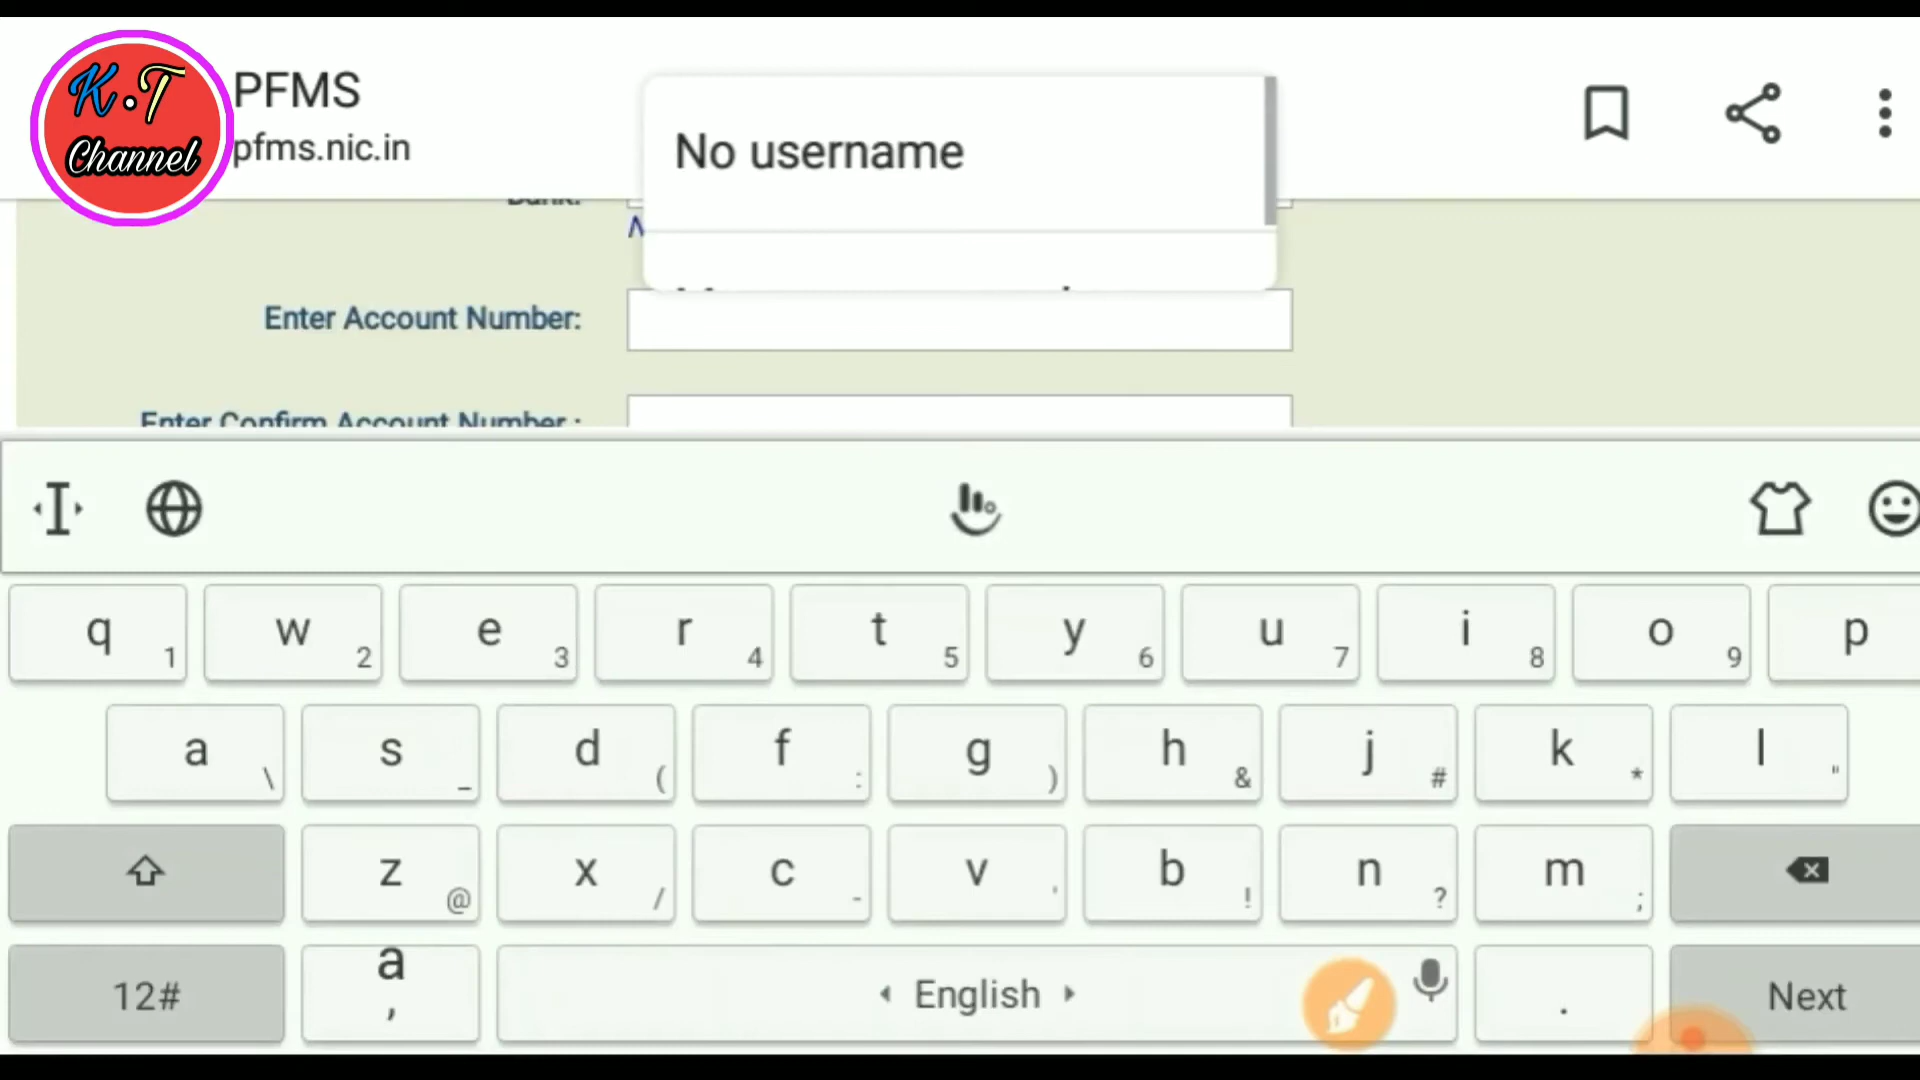 K.T
Channel
PFMS
pfms.nic.in
No username
Bank:
Enter Account Number:
Enter Confirm Account Number :
q 1 w 2 e 3 r 4 t 5 y 6 u 7 i 8 o 9 p
a \ s _ d ( f : g ) h & j # k * l "
z @ x / c - v ' b ! n ? m ;
12# a , English . Next